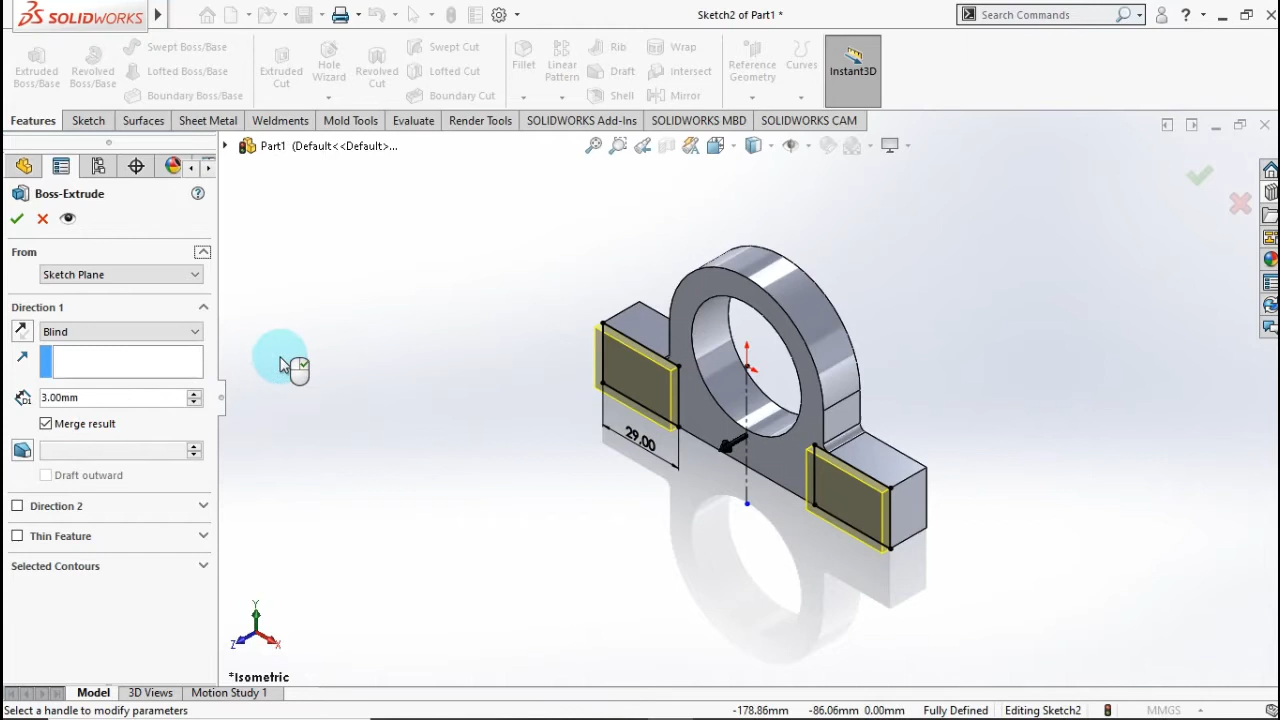 SOLIDWORKS
Sketch2 of Part1 *
Search Commands
?
Extruded Boss/Base
Revolved Boss/Base
Swept Boss/Base
Lofted Boss/Base
Boundary Boss/Base
Extruded Cut
Hole Wizard
Revolved Cut
Swept Cut
Lofted Cut
Boundary Cut
Fillet
Linear Pattern
Rib
Draft
Shell
Wrap
Intersect
Mirror
Reference Geometry
Curves
Instant3D
Features
Sketch
Surfaces
Sheet Metal
Weldments
Mold Tools
Evaluate
Render Tools
SOLIDWORKS Add-Ins
SOLIDWORKS MBD
SOLIDWORKS CAM
Part1 (Default<<Default>...
Boss-Extrude
?
From
Sketch Plane
Direction 1
Blind
D1
3.00mm
Merge result
Draft outward
Direction 2
Thin Feature
Selected Contours
29.00
Y
Z
X
*Isometric
Model
3D Views
Motion Study 1
Select a handle to modify parameters
-178.86mm
-86.06mm 0.00mm
Fully Defined
Editing Sketch2
MMGS